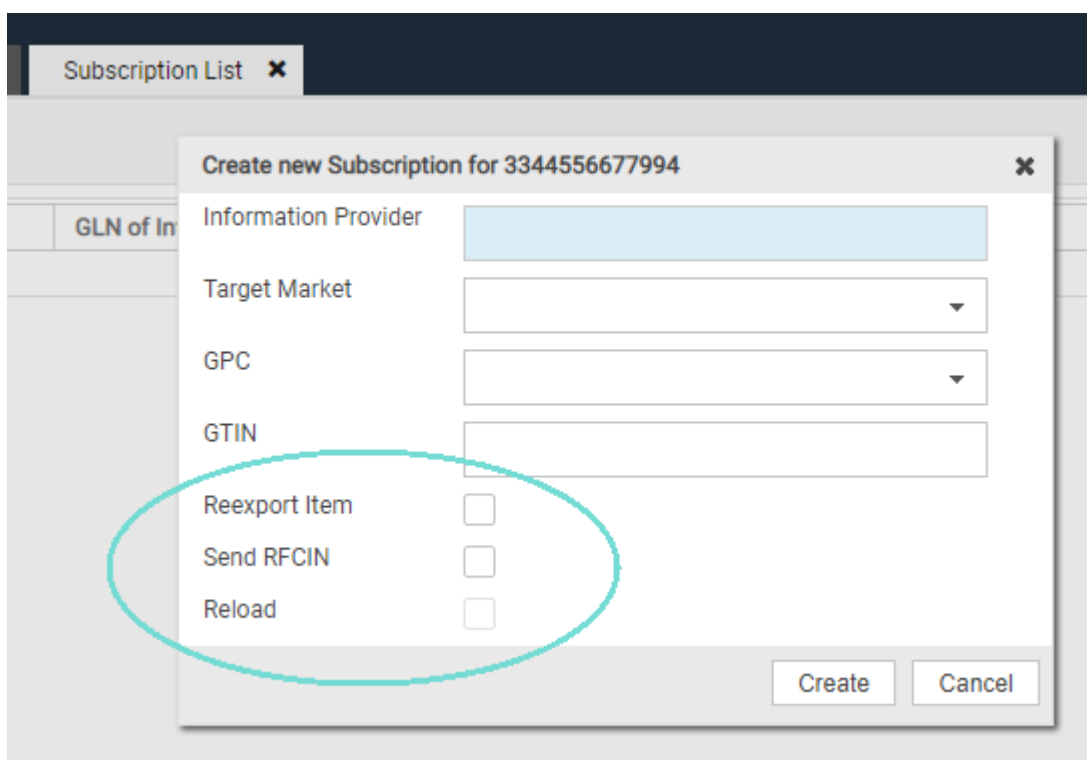 Subscription List
Create new Subscription for 3344556677994
GLN of In
Information Provider
Target Market
GPC
GTIN
Reexport Item
Send RFCIN
Reload
Create Cancel